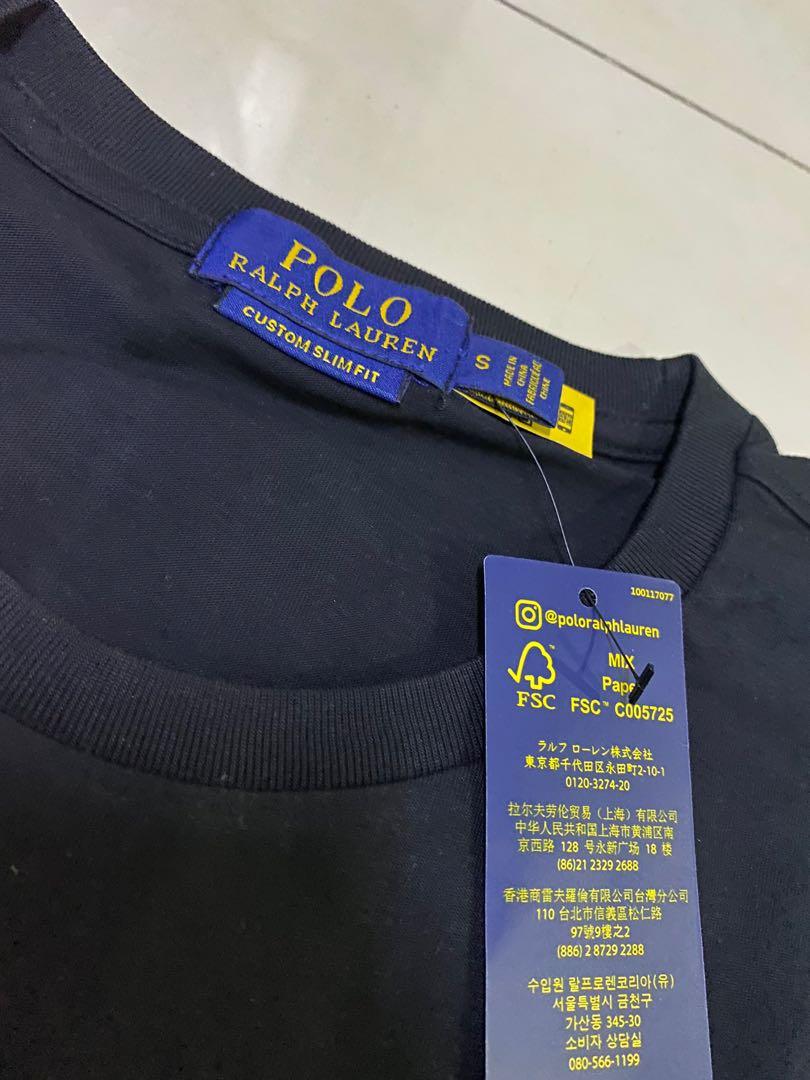 POLO
RALPH LAUREN
CUSTOM SLIM FIT
S
MADE IN
CHINA
FABRIQUÉ EN
CHINE
100117077
@poloralphlauren
FSC
MIX
Paper
FSC™ C005725
ラルフ ローレン株式会社
東京都千代田区永田町2-10-1
0120-3274-20
拉尔夫劳伦贸易（上海）有限公司
中华人民共和国上海市黄浦区南
京西路 128 号永新广场 18 楼
(86)21 2329 2688
香港商雷夫羅倫有限公司台灣分公司
110 台北市信義區松仁路
97號9樓之2
(886) 2 8729 2288
수입원 랄프로렌코리아(유)
서울특별시 금천구
가산동 345-30
소비자 상담실
080-566-1199